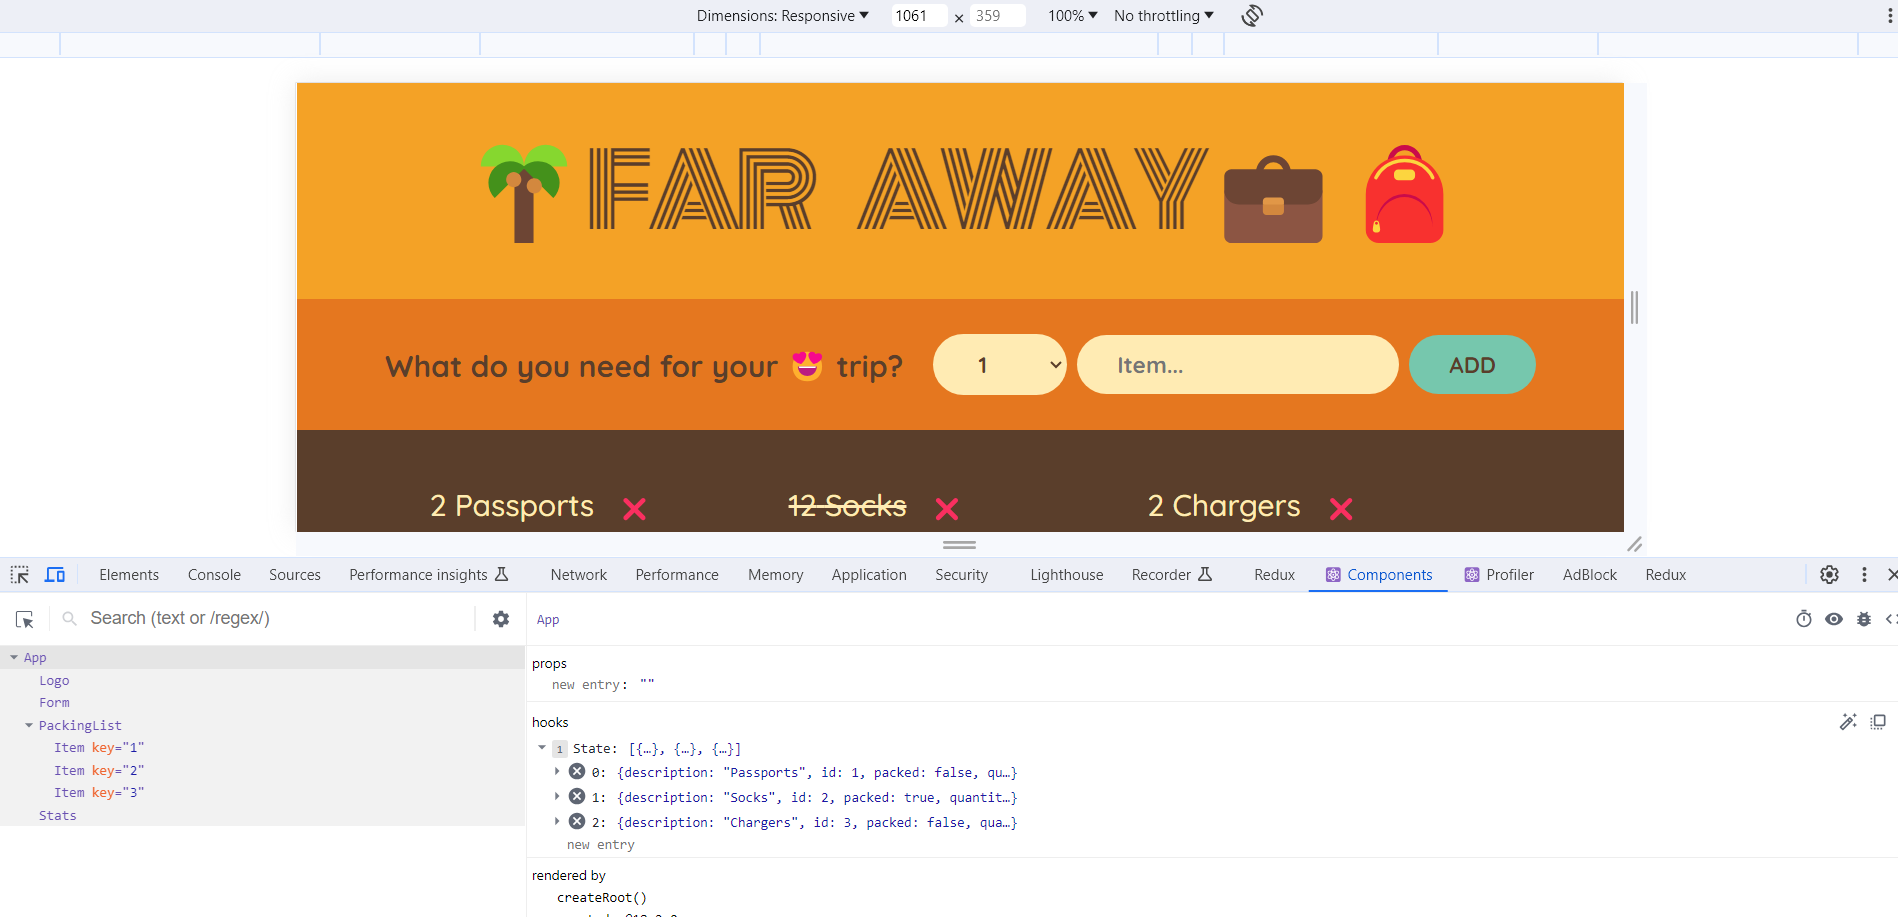 Dimensions: Responsive 1061 × 359 100% No throttling
FAR AWAY
What do you need for your trip? 1 Item... ADD
2 Passports 12 Socks 2 Chargers
Elements Console Sources Performance insights Network Performance Memory Application Security Lighthouse Recorder Redux Components Profiler AdBlock Redux
Search (text or /regex/)
App
App
Logo
Form
PackingList
Item key="1"
Item key="2"
Item key="3"
Stats
props
new entry: ""
hooks
1 State: [{…}, {…}, {…}]
0: {description: "Passports", id: 1, packed: false, qu…}
1: {description: "Socks", id: 2, packed: true, quantit…}
2: {description: "Chargers", id: 3, packed: false, qua…}
new entry
rendered by
createRoot()